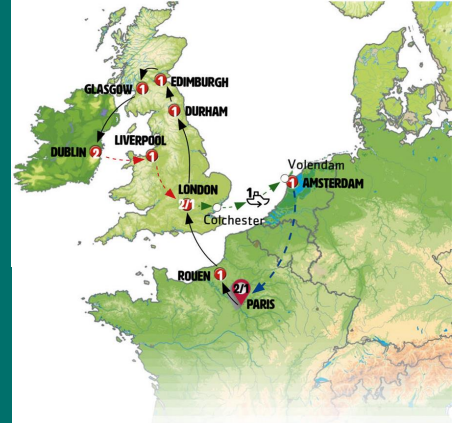 EDIMBURGH
1
GLASGOW
1
DURHAM
1
LIVERPOOL
DUBLIN
2
1
Volendam
LONDON
1
1
AMSTERDAM
2/1
Colchester
ROUEN
1
2/1
PARIS